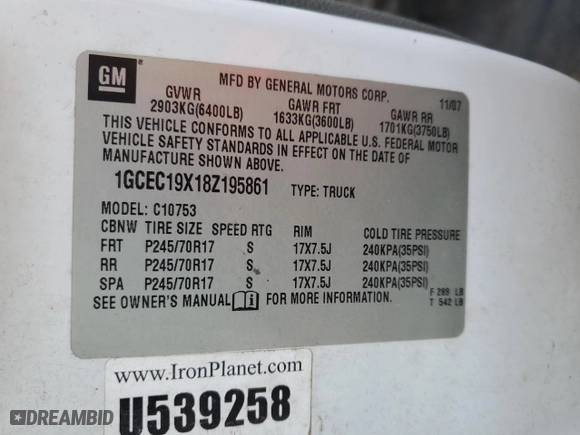 GM
MFD BY GENERAL MOTORS CORP. 11/07
GVWR GAWR FRT GAWR RR
2903KG(6400LB) 1633KG(3600LB) 1701KG(3750LB)
THIS VEHICLE CONFORMS TO ALL APPLICABLE U.S. FEDERAL MOTOR
VEHICLE SAFETY STANDARDS IN EFFECT ON THE DATE OF
MANUFACTURE SHOWN ABOVE.
1GCEC19X18Z195861 TYPE: TRUCK
MODEL: C10753
CBNW TIRE SIZE SPEED RTG RIM COLD TIRE PRESSURE
FRT P245/70R17 S 17X7.5J 240KPA(35PSI)
RR P245/70R17 S 17X7.5J 240KPA(35PSI)
SPA P245/70R17 S 17X7.5J 240KPA(35PSI)
SEE OWNER'S MANUAL i FOR MORE INFORMATION.
F 289 LB
T 542 LB
www.IronPlanet.com
U539258
DREAMBID